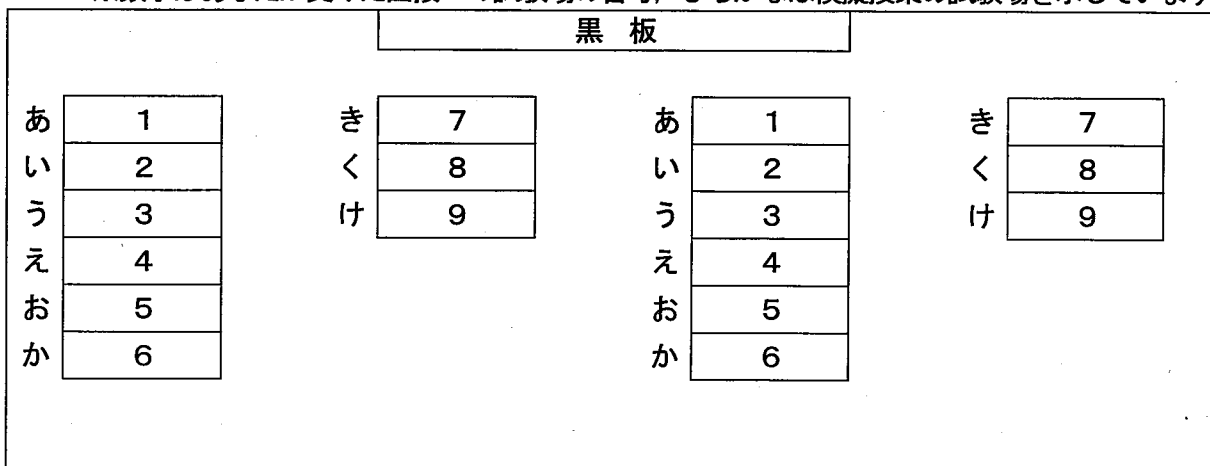 黒 板
あ 1 き 7 あ 1 き 7
い 2 く 8 い 2 く 8
う 3 け 9 う 3 け 9
え 4 え 4
お 5 お 5
か 6 か 6